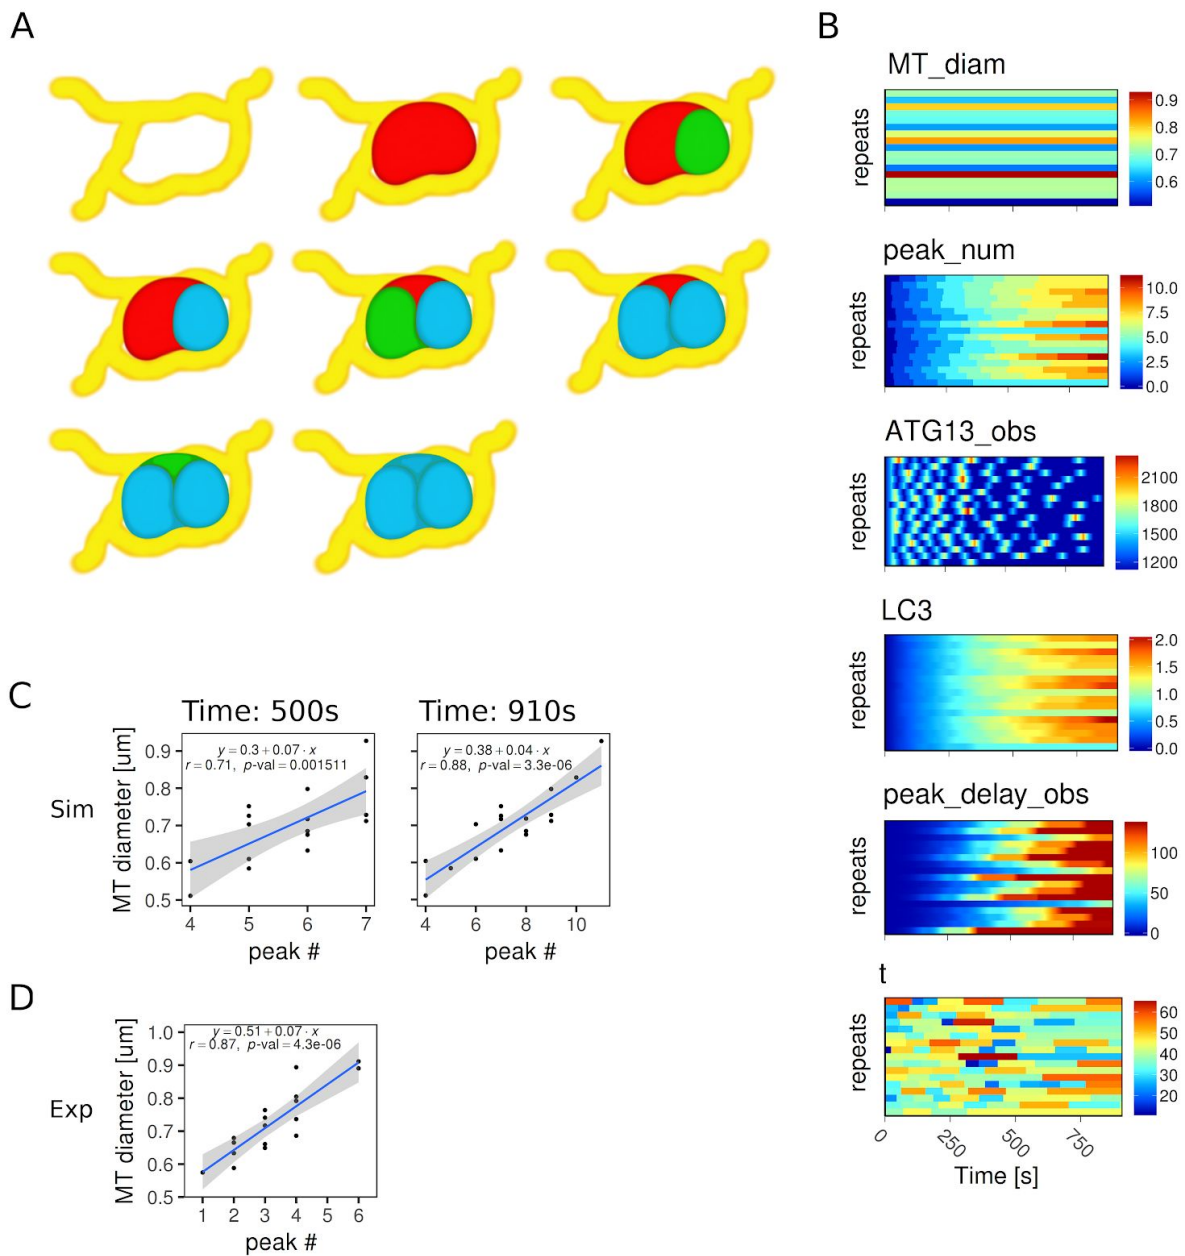 A
B
MT_diam
repeats
0.9
0.8
0.7
0.6
peak_num
repeats
10.0
7.5
5.0
2.5
0.0
ATG13_obs
repeats
2100
1800
1500
1200
LC3
repeats
2.0
1.5
1.0
0.5
0.0
peak_delay_obs
repeats
100
50
0
t
repeats
60
50
40
30
20
0 250 500 750
Time [s]
C
Sim
Time: 500s
y = 0.3 + 0.07 · x
r = 0.71, p-val = 0.001511
MT diameter [um]
0.9
0.8
0.7
0.6
0.5
4 5 6 7
peak #
Time: 910s
y = 0.38 + 0.04 · x
r = 0.88, p-val = 3.3e-06
4 6 8 10
peak #
D
Exp
y = 0.51 + 0.07 · x
r = 0.87, p-val = 4.3e-06
MT diameter [um]
1.0
0.9
0.8
0.7
0.6
0.5
1 2 3 4 5 6
peak #